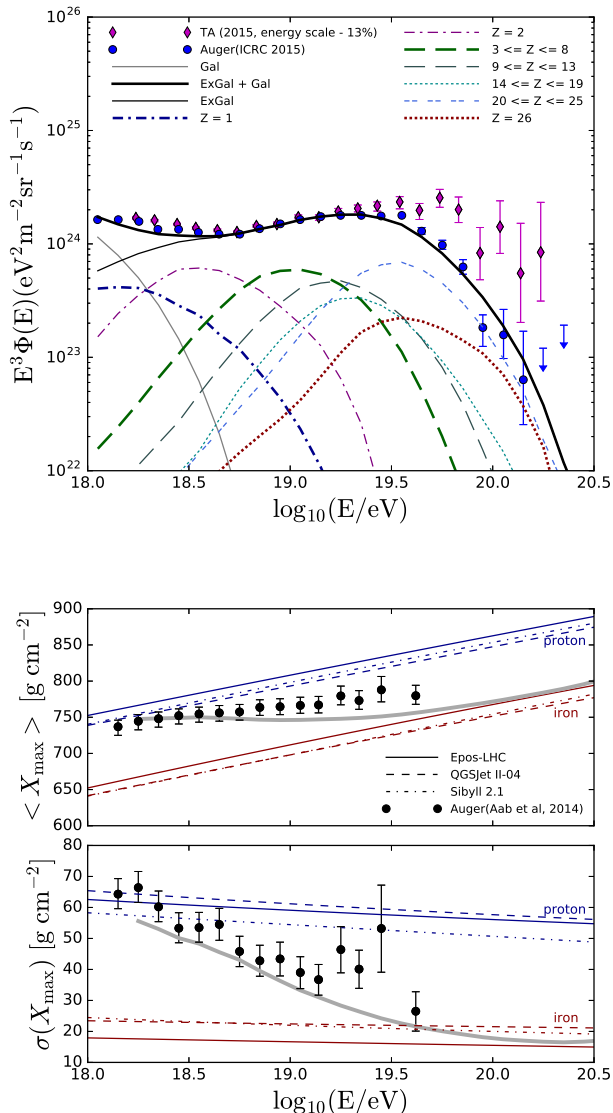 10^26
10^25
10^24
10^23
10^22
E^3Φ(E)(eV^2m^−2sr^−1s^−1)
TA (2015, energy scale - 13%)
Auger(ICRC 2015)
Gal
ExGal + Gal
ExGal
Z = 1
Z = 2
3 <= Z <= 8
9 <= Z <= 13
14 <= Z <= 19
20 <= Z <= 25
Z = 26
18.0 18.5 19.0 19.5 20.0 20.5
log10(E/eV)
900
850
800
750
700
650
600
< Xmax > [g cm^−2]
proton
iron
Epos-LHC
QGSJet II-04
Sibyll 2.1
Auger(Aab et al, 2014)
80
70
60
50
40
30
20
10
σ(Xmax) [g cm^−2]
proton
iron
18.0 18.5 19.0 19.5 20.0 20.5
log10(E/eV)